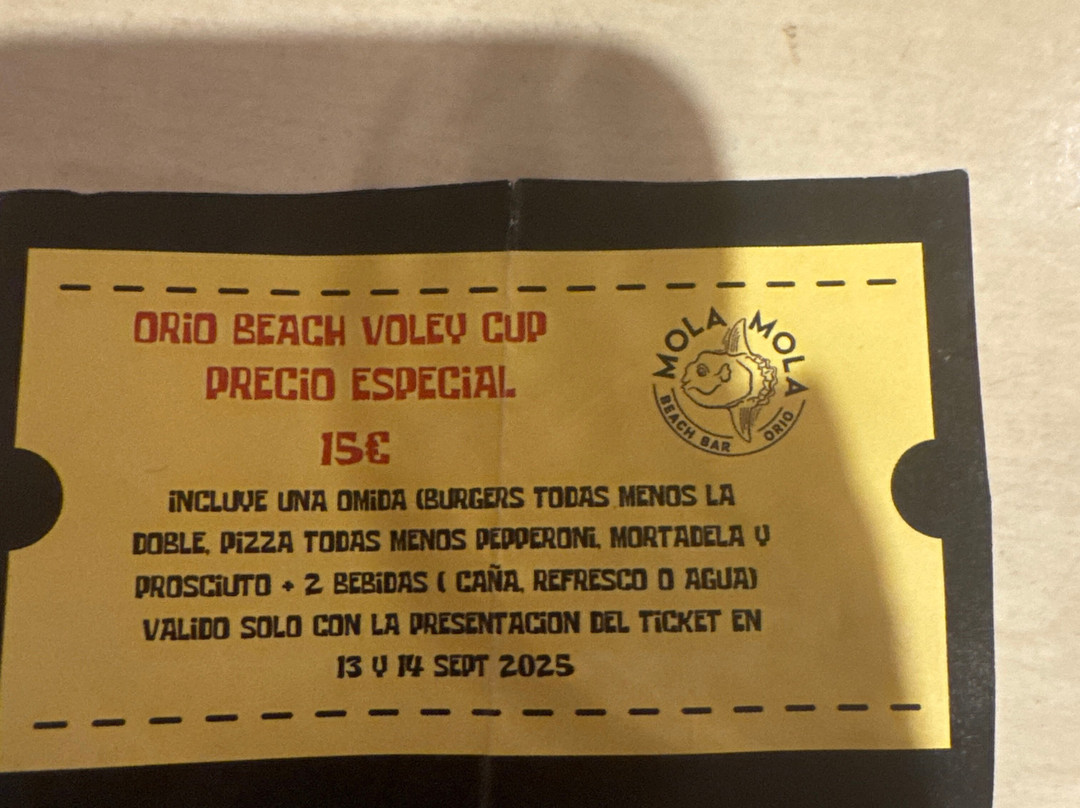 ORiO BEACH VOLEY CUP
PRECiO ESPECiAL
15€
MOLA MOLA
BEACH BAR ORIO
iNCLUYE UNA OMiDA (BURGERS TODAS MENOS LA
DOBLE, PiZZA TODAS MENOS PEPPERONi, MORTADELA Y
PROSCiUTO + 2 BEBiDAS ( CAÑA, REFRESCO O AGUA)
VALiDO SOLO CON LA PRESENTACiON DEL TiCKET EN
13 Y 14 SEPT 2025